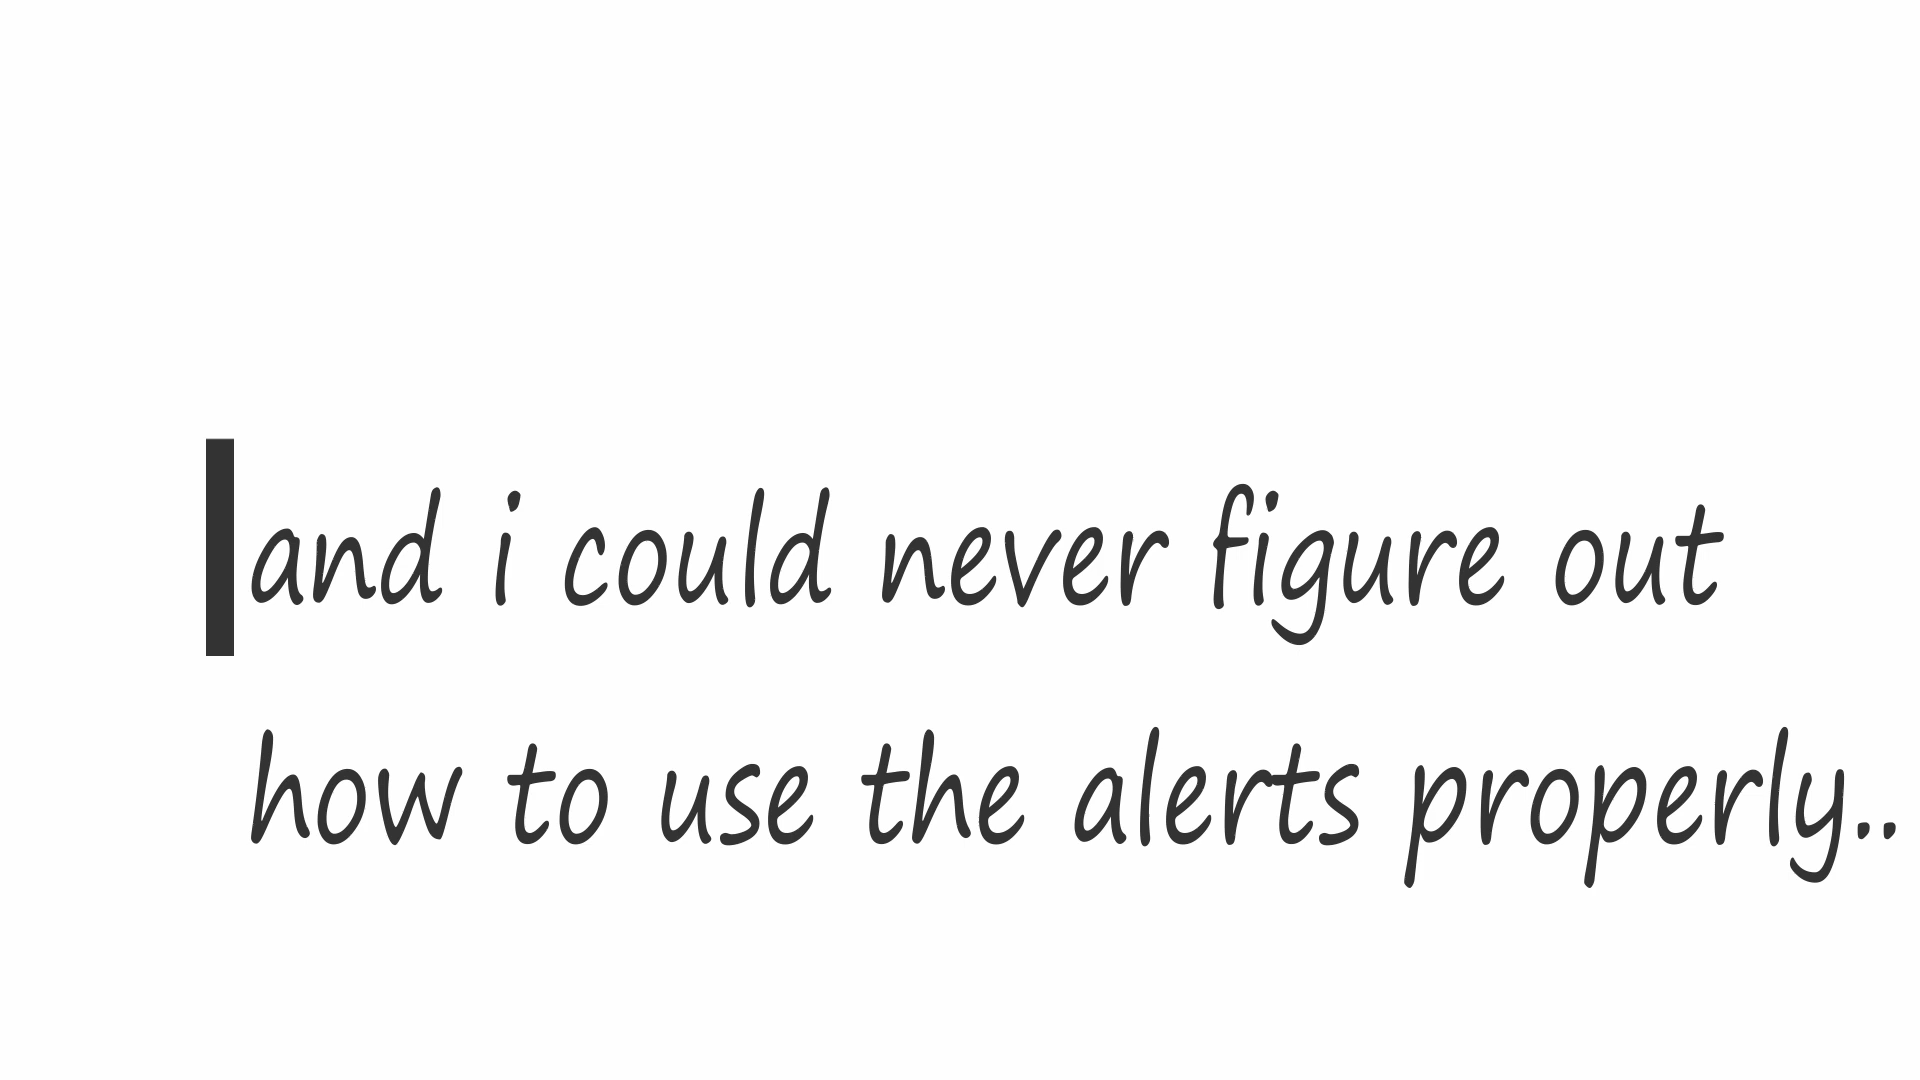 and i could never figure out
how to use the alerts properly..